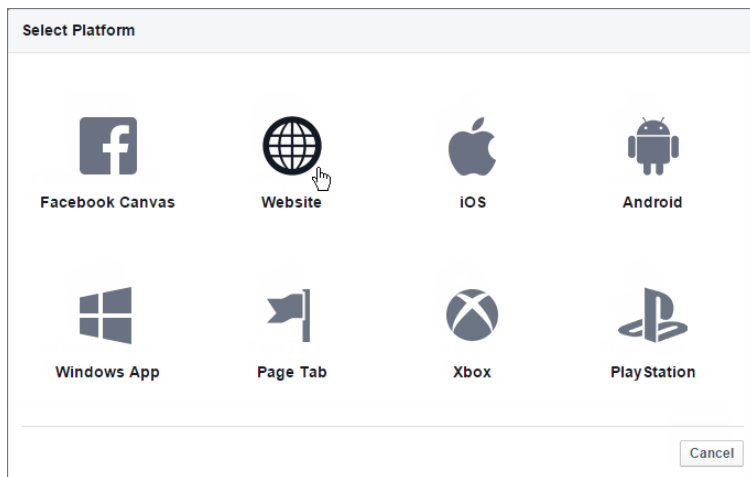 Select Platform
Facebook Canvas Website iOS Android
Windows App Page Tab Xbox PlayStation
Cancel